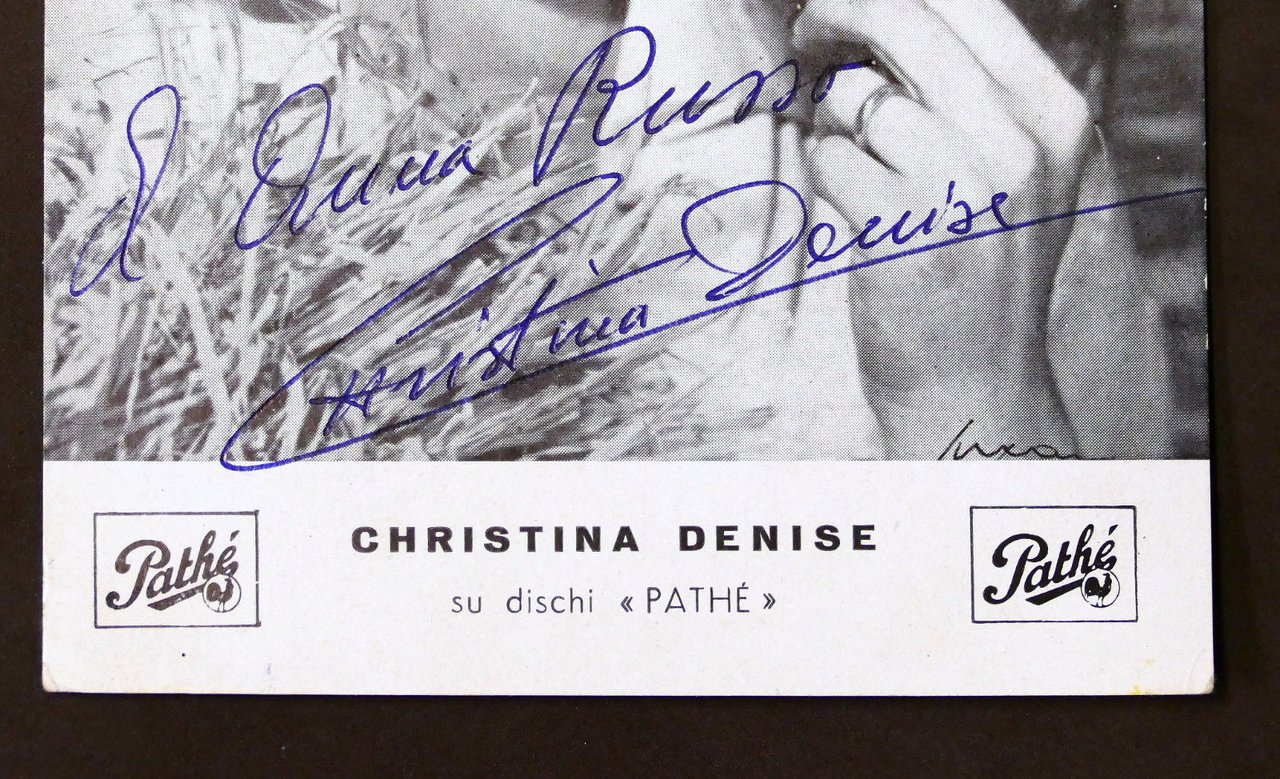 Anna Russo
Christina Denise
Pathé
CHRISTINA DENISE
su dischi « PATHÉ »
Pathé